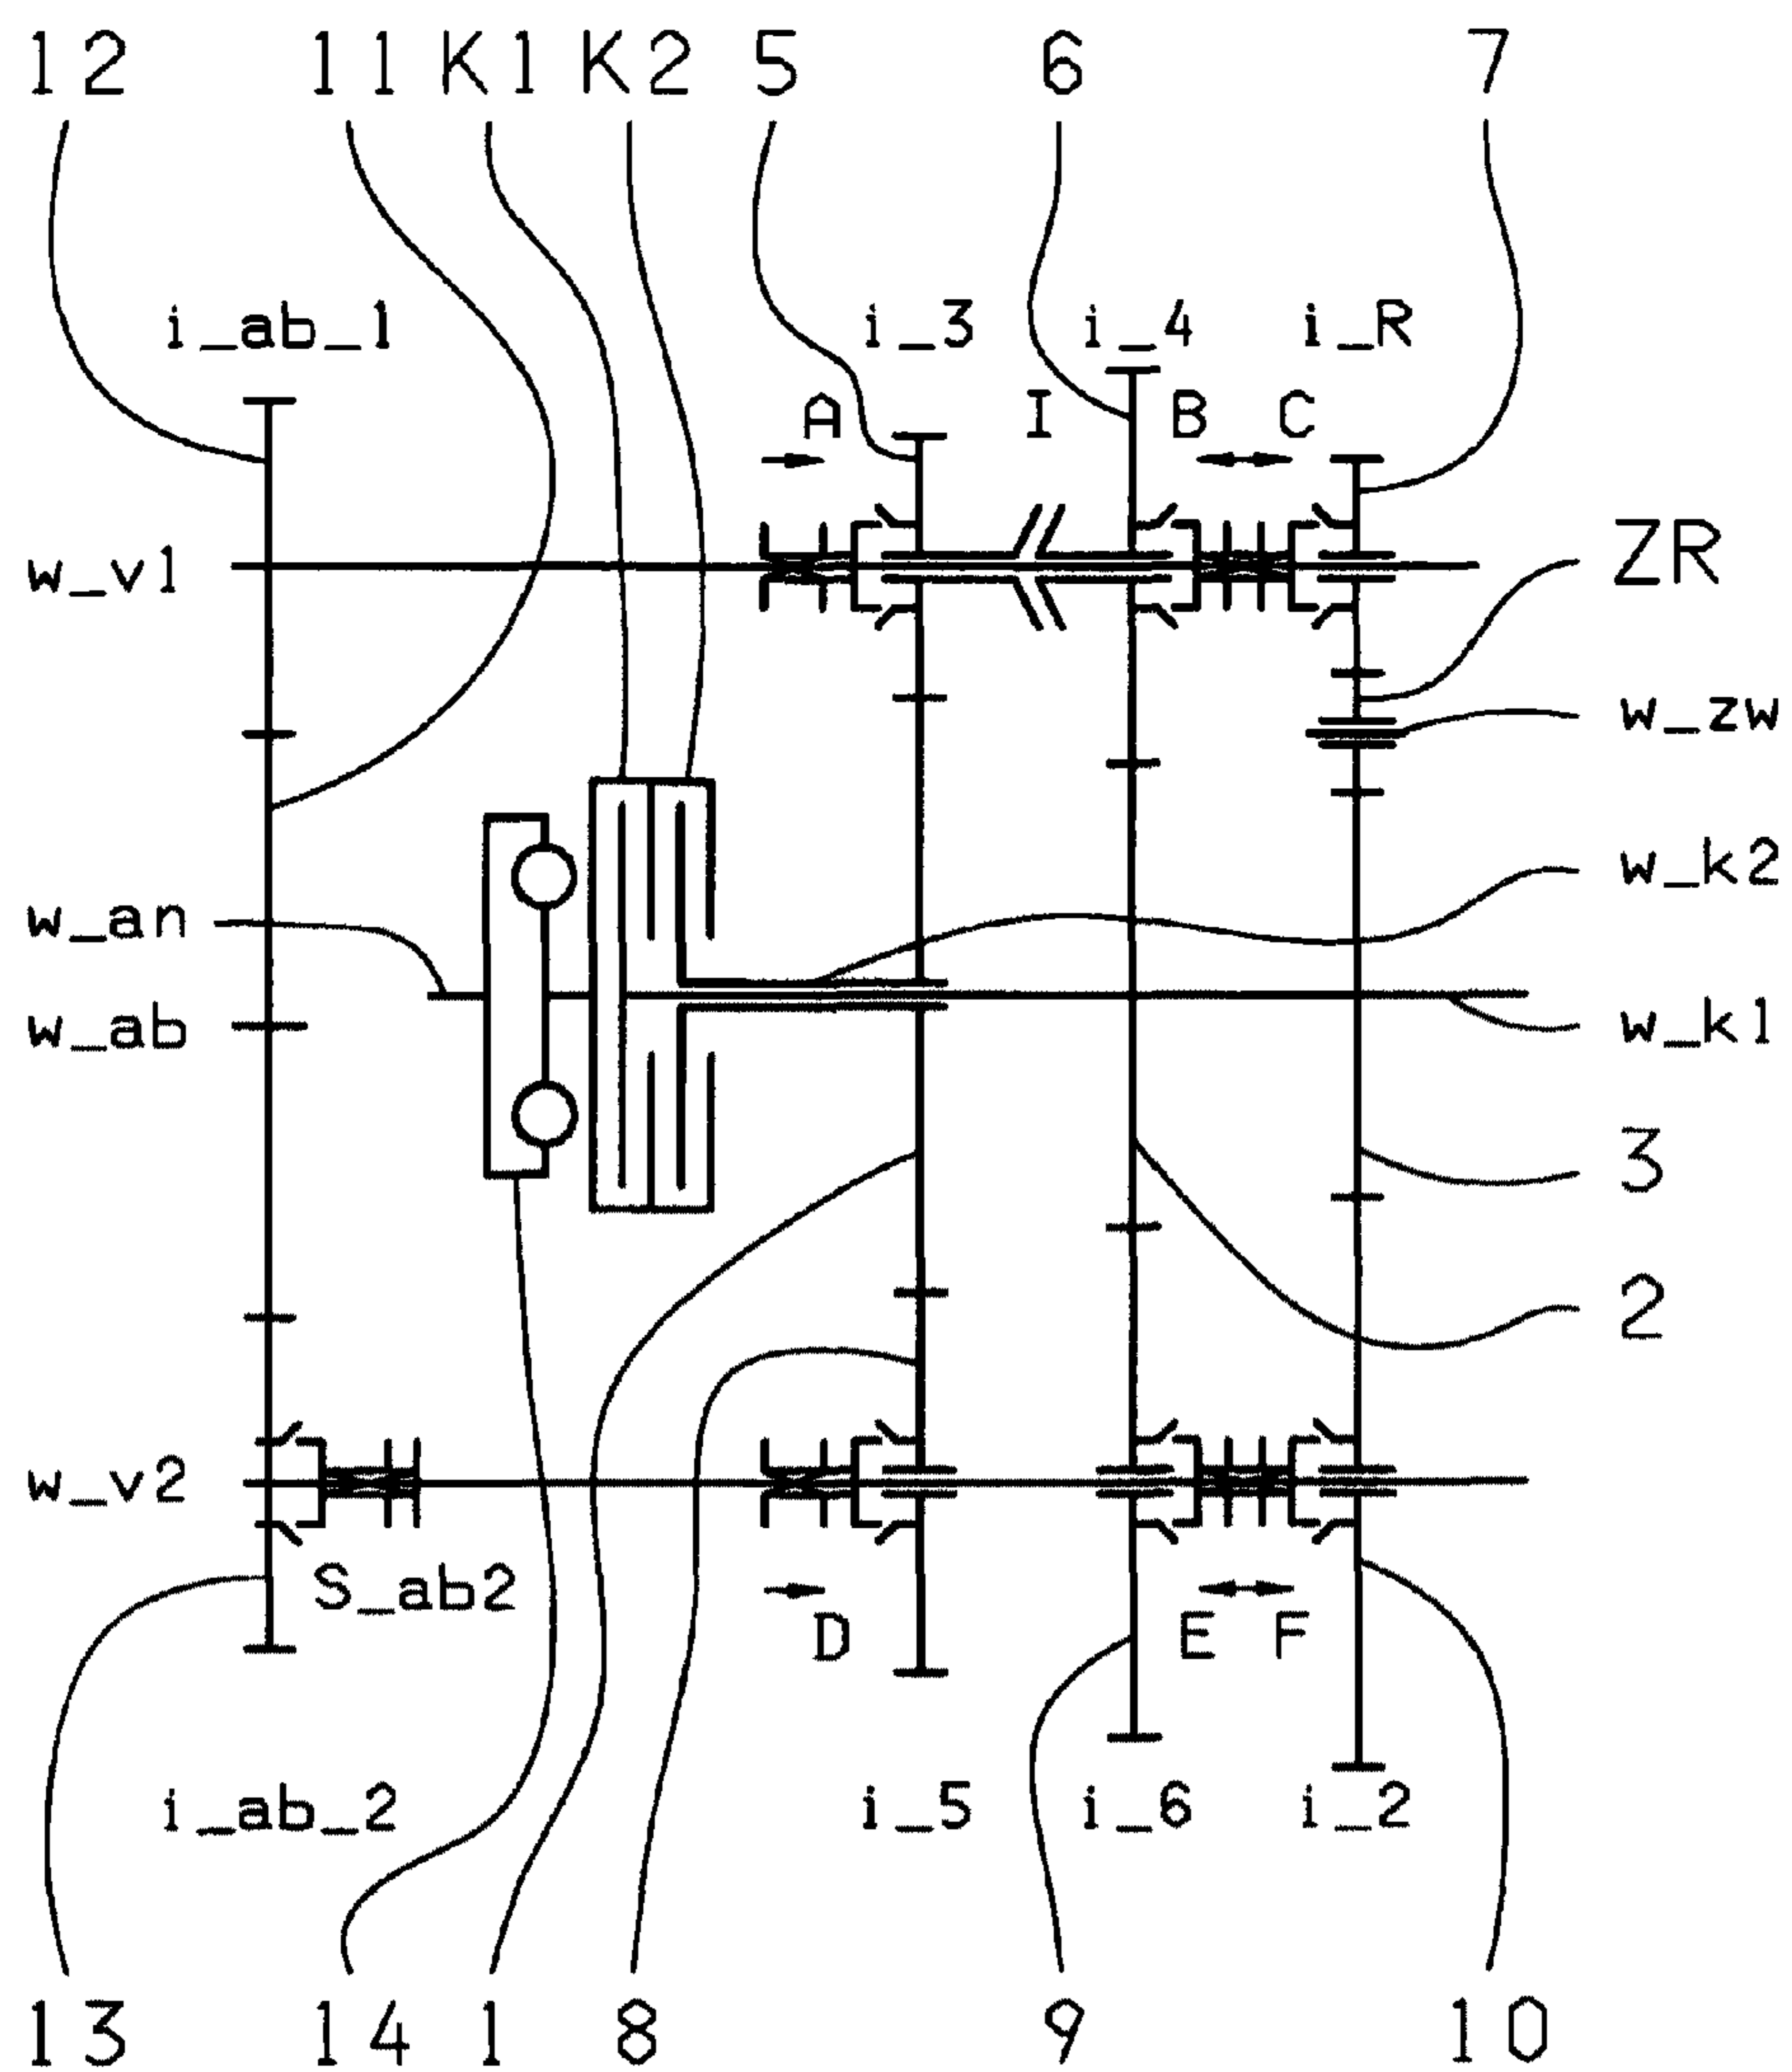 12 11 K1 K2 5 6 7
i_ab_1 i_3 i_4 i_R
A I B C
w_v1 ZR
w_zw
w_k2
w_an
w_ab w_k1
3
2
w_v2
S_ab2
D E F
i_ab_2 i_5 i_6 i_2
13 14 1 8 9 10